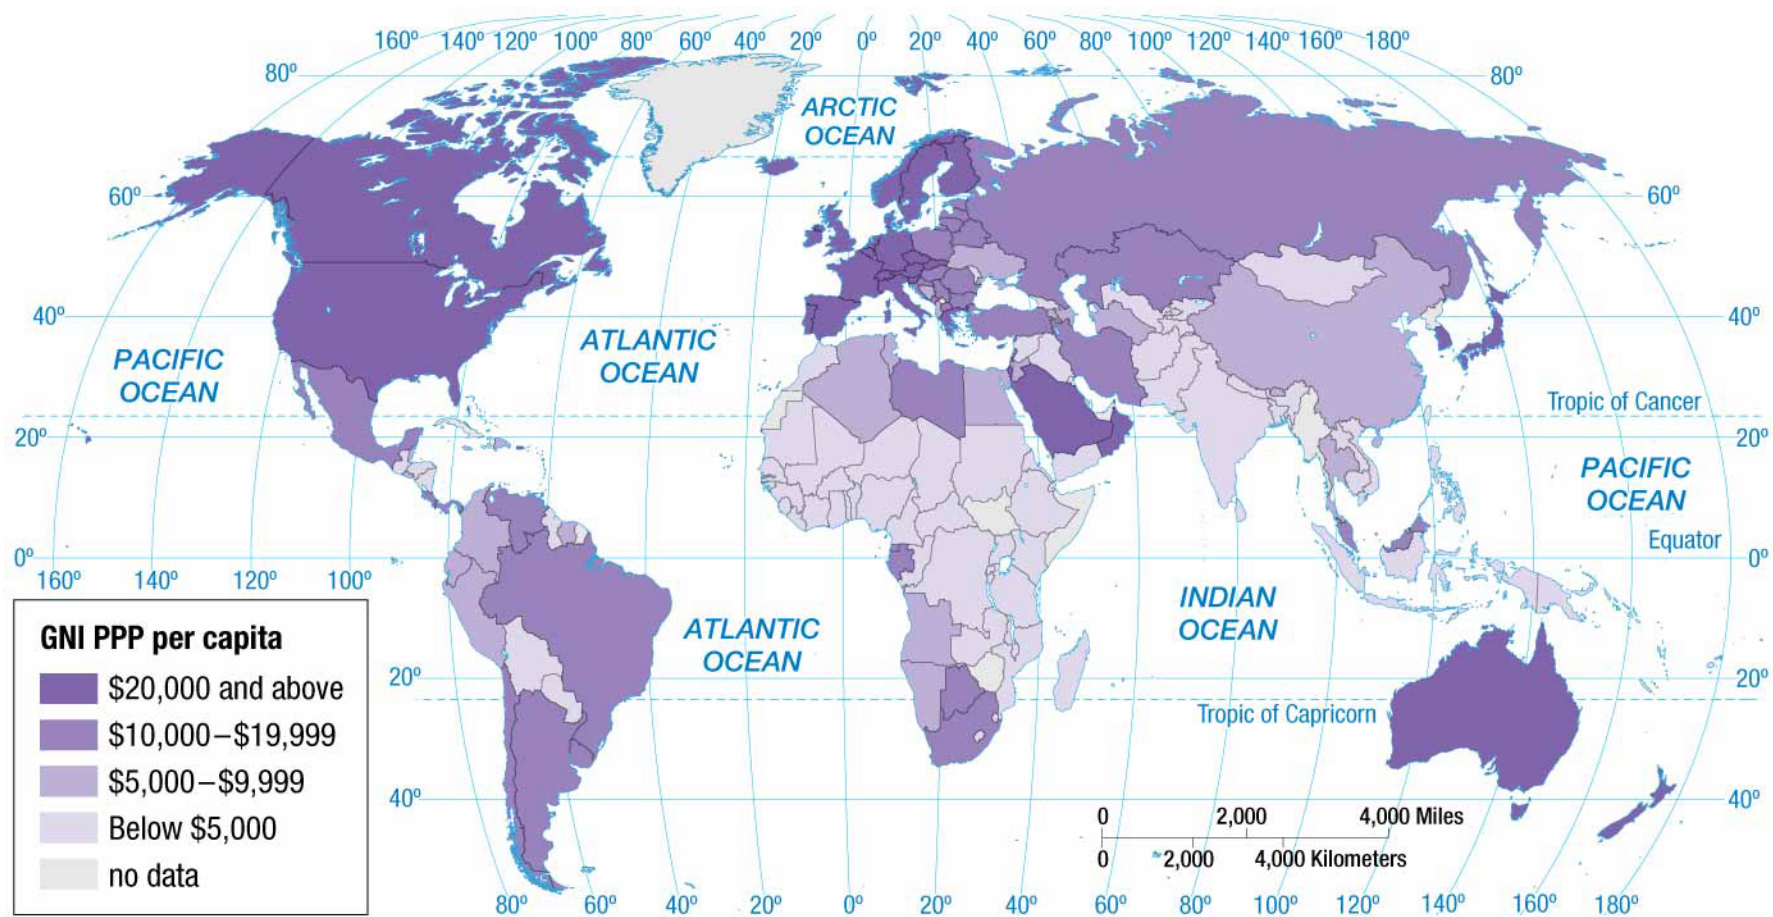 160º 140º 120º 100º 80º 60º 40º 20º 0º 20º 40º 60º 80º 100º 120º 140º 160º 180º
80º 80º
ARCTIC
OCEAN
60º 60º
40º 40º
PACIFIC
OCEAN
ATLANTIC
OCEAN
Tropic of Cancer
20º 20º
PACIFIC
OCEAN
Equator
0º 0º
160º 140º 120º 100º
INDIAN
OCEAN
ATLANTIC
OCEAN
20º 20º
Tropic of Capricorn
40º 40º
GNI PPP per capita
$20,000 and above
$10,000–$19,999
$5,000–$9,999
Below $5,000
no data
0 2,000 4,000 Miles
0 2,000 4,000 Kilometers
80º 60º 40º 20º 0º 20º 40º 60º 80º 100º 120º 140º 160º 180º